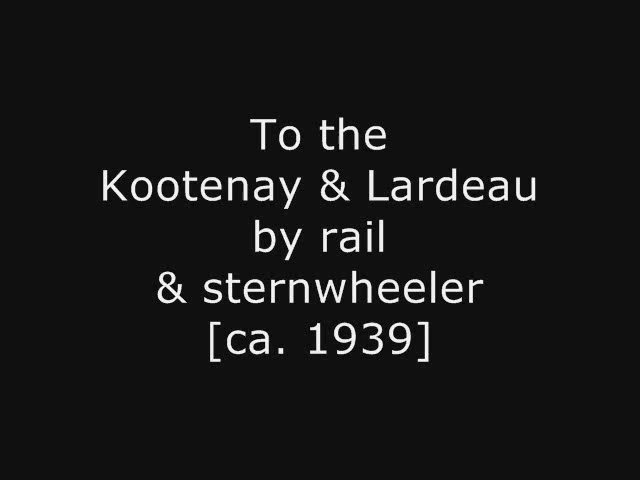 To the
Kootenay & Lardeau
by rail
& sternwheeler
[ca. 1939]